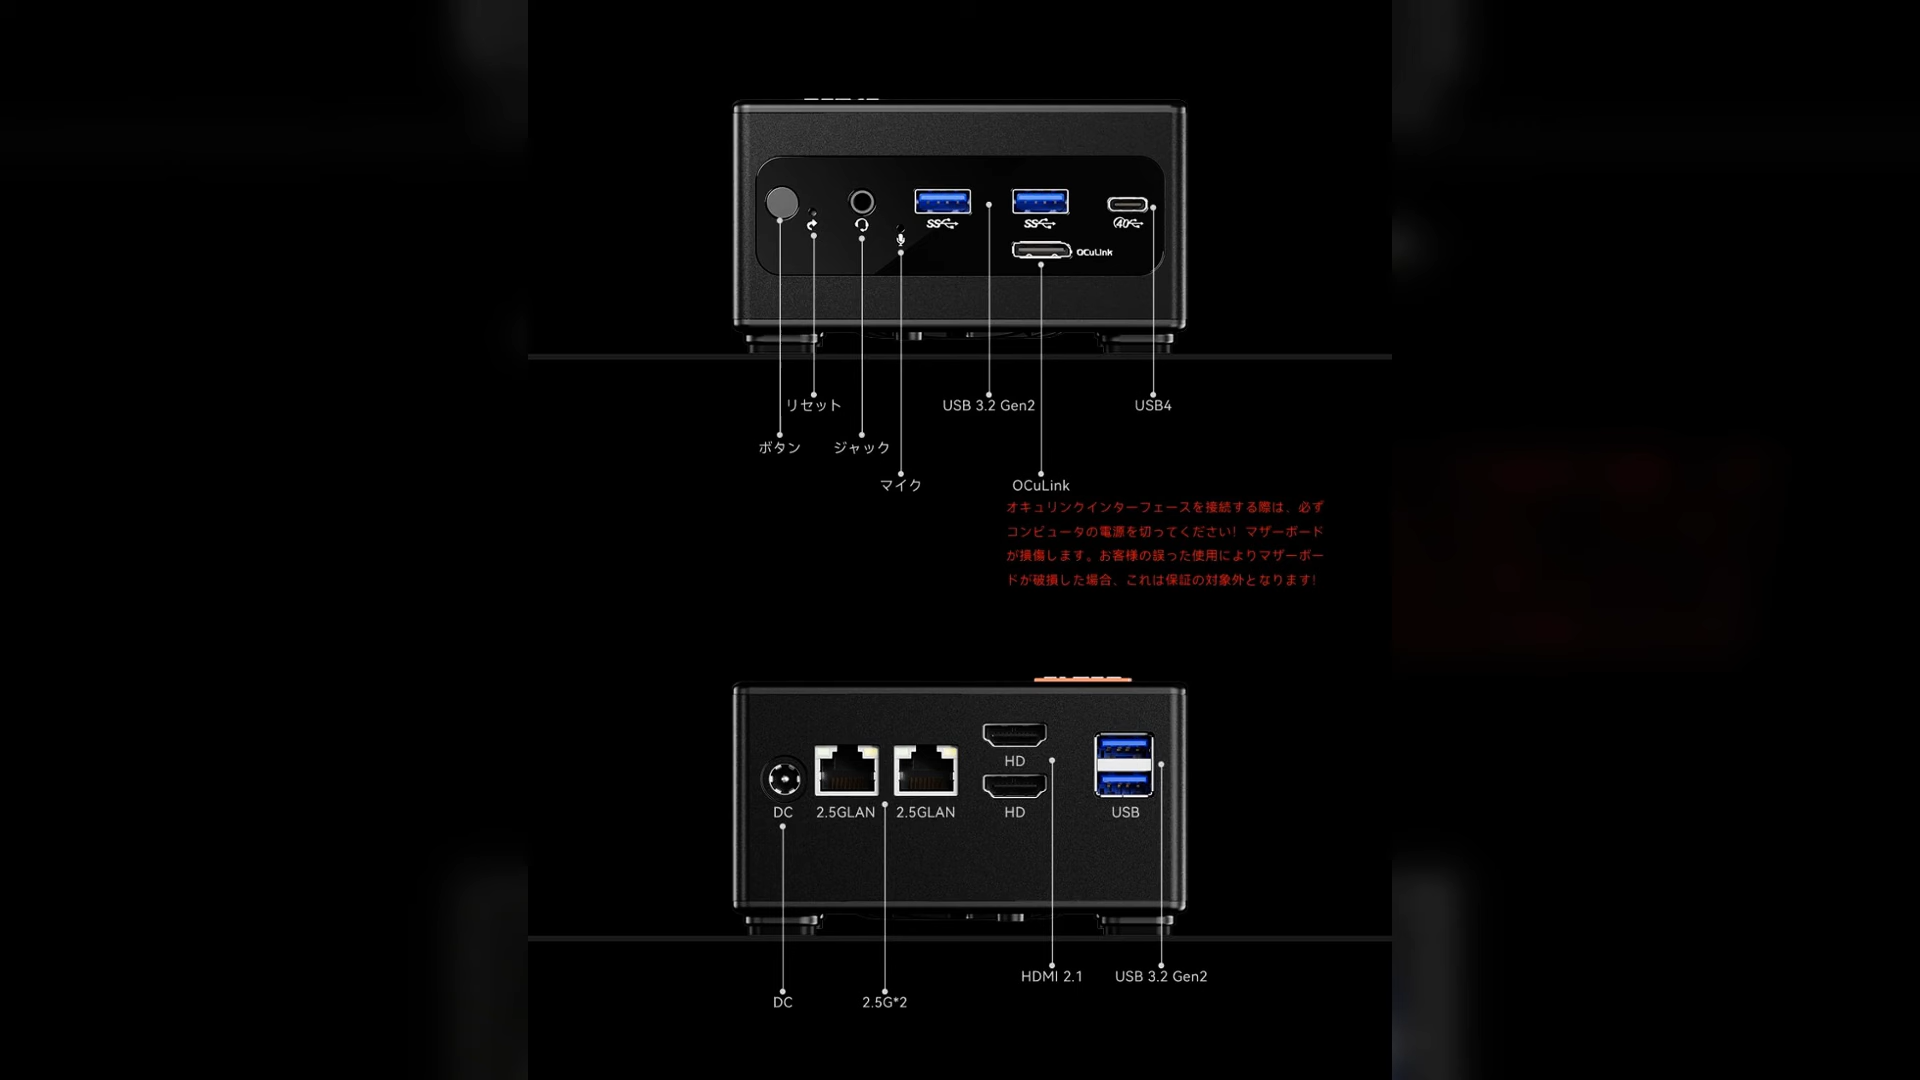 SS
SS
40
OCuLink
リセット
USB 3.2 Gen2
USB4
ボタン
ジャック
マイク
OCuLink
オキュリンクインターフェースを接続する際は、必ず
コンピュータの電源を切ってください! マザーボード
が損傷します。お客様の誤った使用によりマザーボー
ドが破損した場合、これは保証の対象外となります!
HD
DC
2.5GLAN
2.5GLAN
HD
USB
HDMI 2.1
USB 3.2 Gen2
DC
2.5G*2